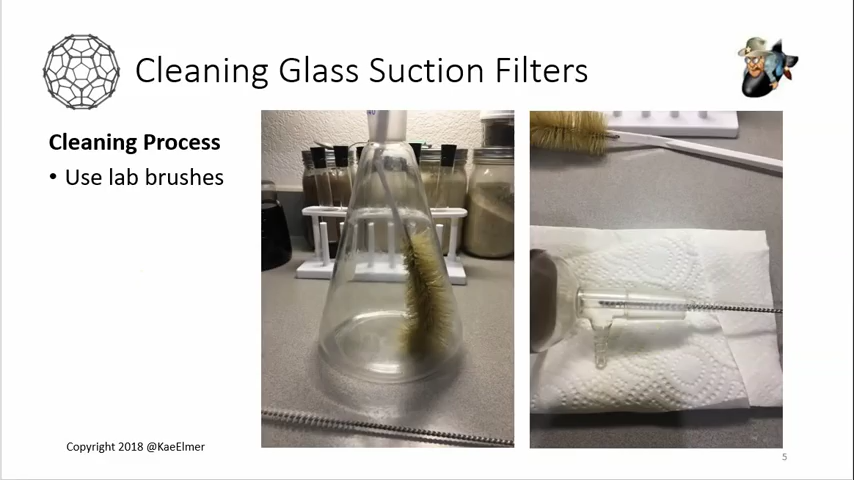 Cleaning Glass Suction Filters
Cleaning Process
• Use lab brushes
Copyright 2018 @KaeElmer
5